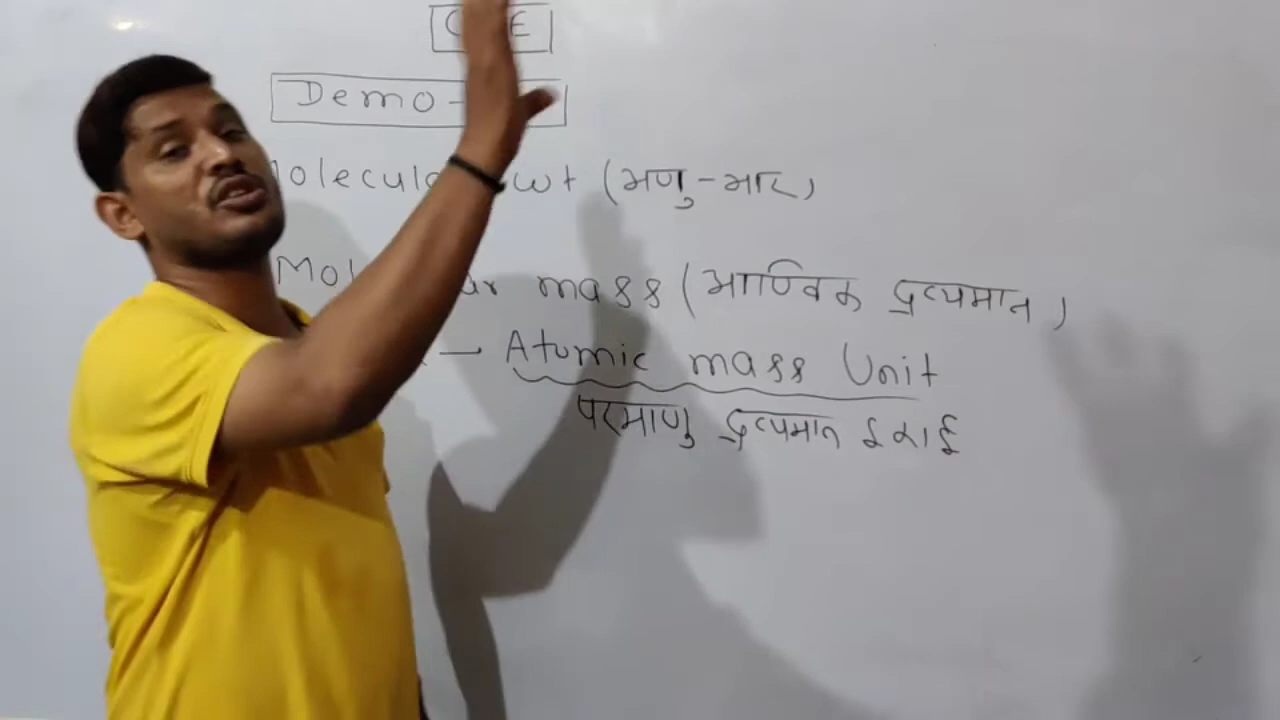 Demo-
wt (अणु-भार)
mass (आण्विक द्रव्यमान)
— Atomic mass Unit
परमाणु द्रव्यमान इकाई